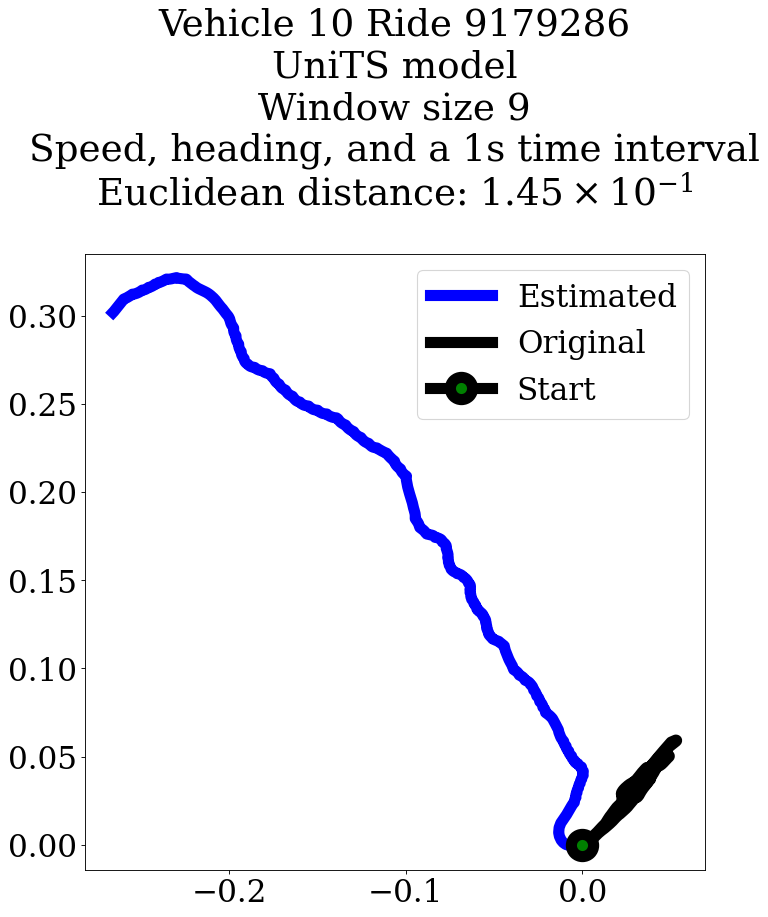 Vehicle 10 Ride 9179286
UniTS model
Window size 9
Speed, heading, and a 1s time interval
Euclidean distance: 1.45 × 10⁻¹
Estimated
Original
Start
0.30
0.25
0.20
0.15
0.10
0.05
0.00
−0.2
−0.1
0.0